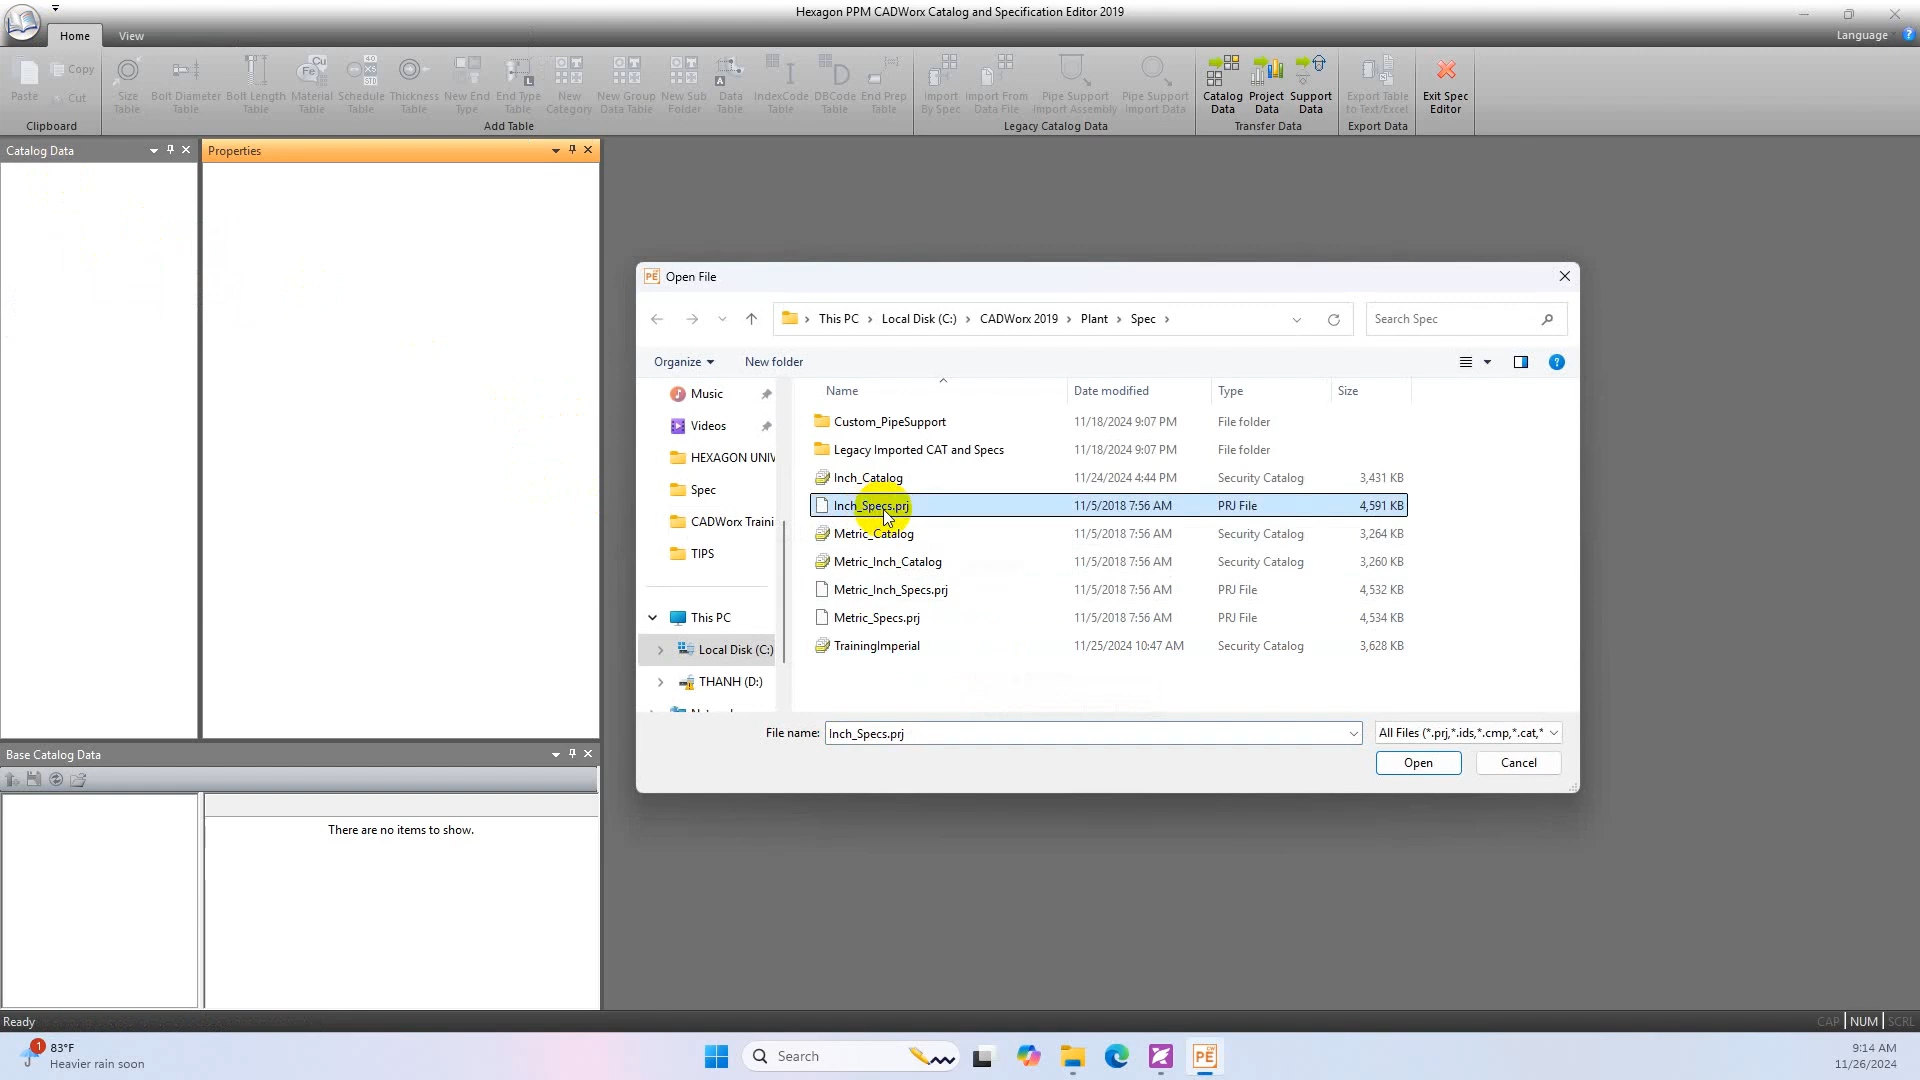 Hexagon PPM CADWorx Catalog and Specification Editor 2019
Home View
Language
Paste
Copy
Cut
Clipboard
Size Table
Bolt Diameter Table
Bolt Length Table
Material Table
Schedule Table
Thickness Table
New End Type
End Type Table
New Category
New Group Data Table
New Sub Folder
Data Table
IndexCode Table
DBCode Table
End Prep Table
Add Table
Import By Spec
Import From Data File
Pipe Support Import Assembly
Pipe Support Import Data
Legacy Catalog Data
Catalog Data
Project Data
Support Data
Transfer Data
Export Table to Text/Excel
Export Data
Exit Spec Editor
Catalog Data
Properties
Open File
This PC > Local Disk (C:) > CADWorx 2019 > Plant > Spec >
Search Spec
Organize
New folder
Music
Videos
HEXAGON UNIV
Spec
CADWorx Traini
TIPS
This PC
Local Disk (C:)
THANH (D:)
Name Date modified Type Size
Custom_PipeSupport 11/18/2024 9:07 PM File folder
Legacy Imported CAT and Specs 11/18/2024 9:07 PM File folder
Inch_Catalog 11/24/2024 4:44 PM Security Catalog 3,431 KB
Inch_Specs.prj 11/5/2018 7:56 AM PRJ File 4,591 KB
Metric_Catalog 11/5/2018 7:56 AM Security Catalog 3,264 KB
Metric_Inch_Catalog 11/5/2018 7:56 AM Security Catalog 3,260 KB
Metric_Inch_Specs.prj 11/5/2018 7:56 AM PRJ File 4,532 KB
Metric_Specs.prj 11/5/2018 7:56 AM PRJ File 4,534 KB
TrainingImperial 11/25/2024 10:47 AM Security Catalog 3,628 KB
File name: Inch_Specs.prj
All Files (*.prj,*.ids,*.cmp,*.cat,*
Open
Cancel
Base Catalog Data
There are no items to show.
Ready
CAP NUM SCRL
1
83°F
Heavier rain soon
Search
9:14 AM
11/26/2024